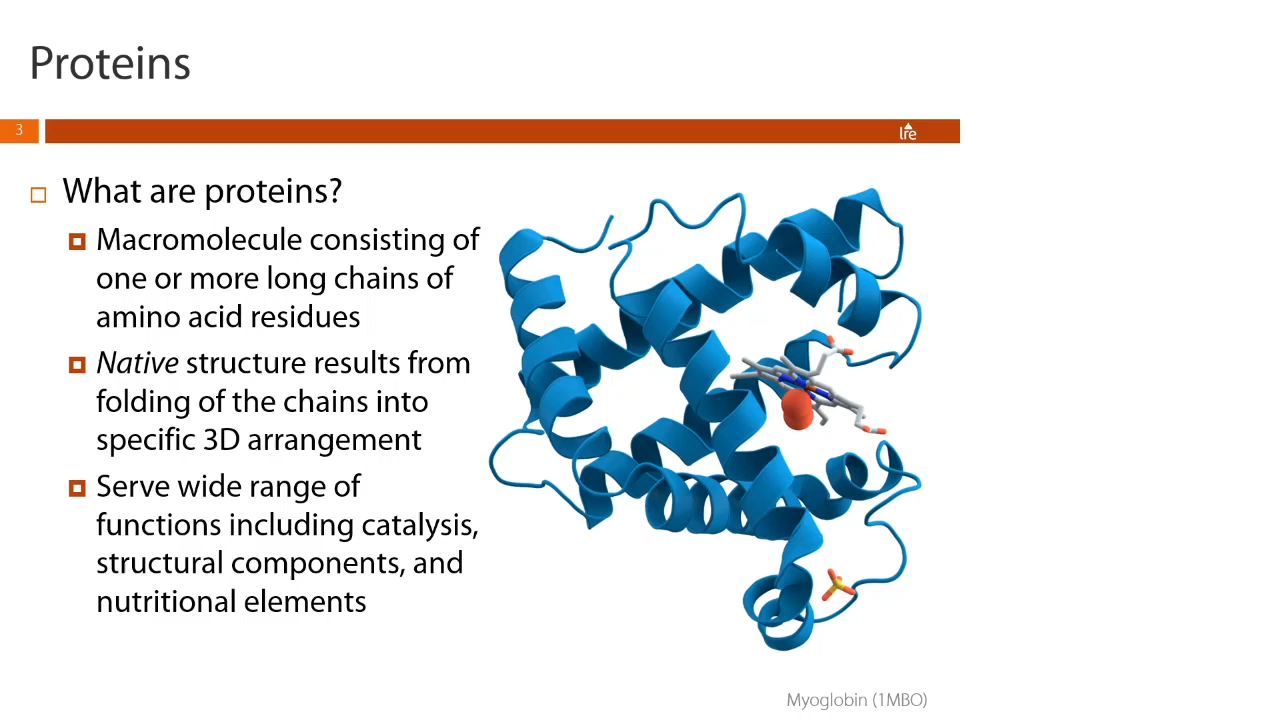 Proteins
3
lre
What are proteins?
Macromolecule consisting of
one or more long chains of
amino acid residues
Native structure results from
folding of the chains into
specific 3D arrangement
Serve wide range of
functions including catalysis,
structural components, and
nutritional elements
Myoglobin (1MBO)